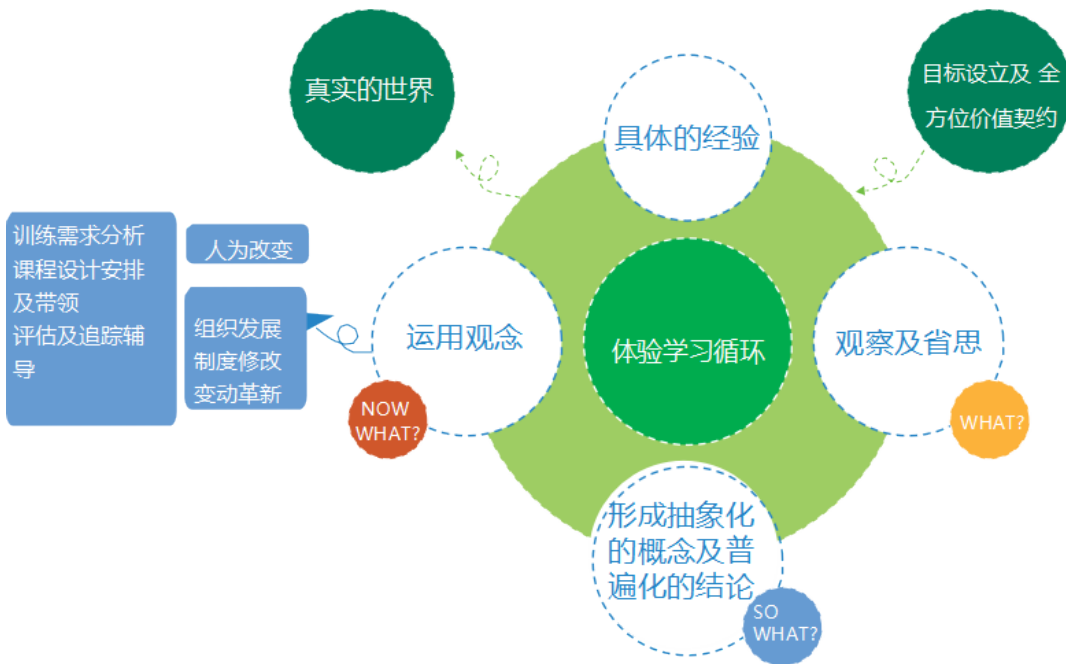 真实的世界
目标设立及 全
方位价值契约
具体的经验
训练需求分析
课程设计安排
及带领
评估及追踪辅
导
人为改变
组织发展
制度修改
变动革新
运用观念
体验学习循环
观察及省思
NOW
WHAT?
WHAT?
形成抽象化
的概念及普
遍化的结论
SO
WHAT?